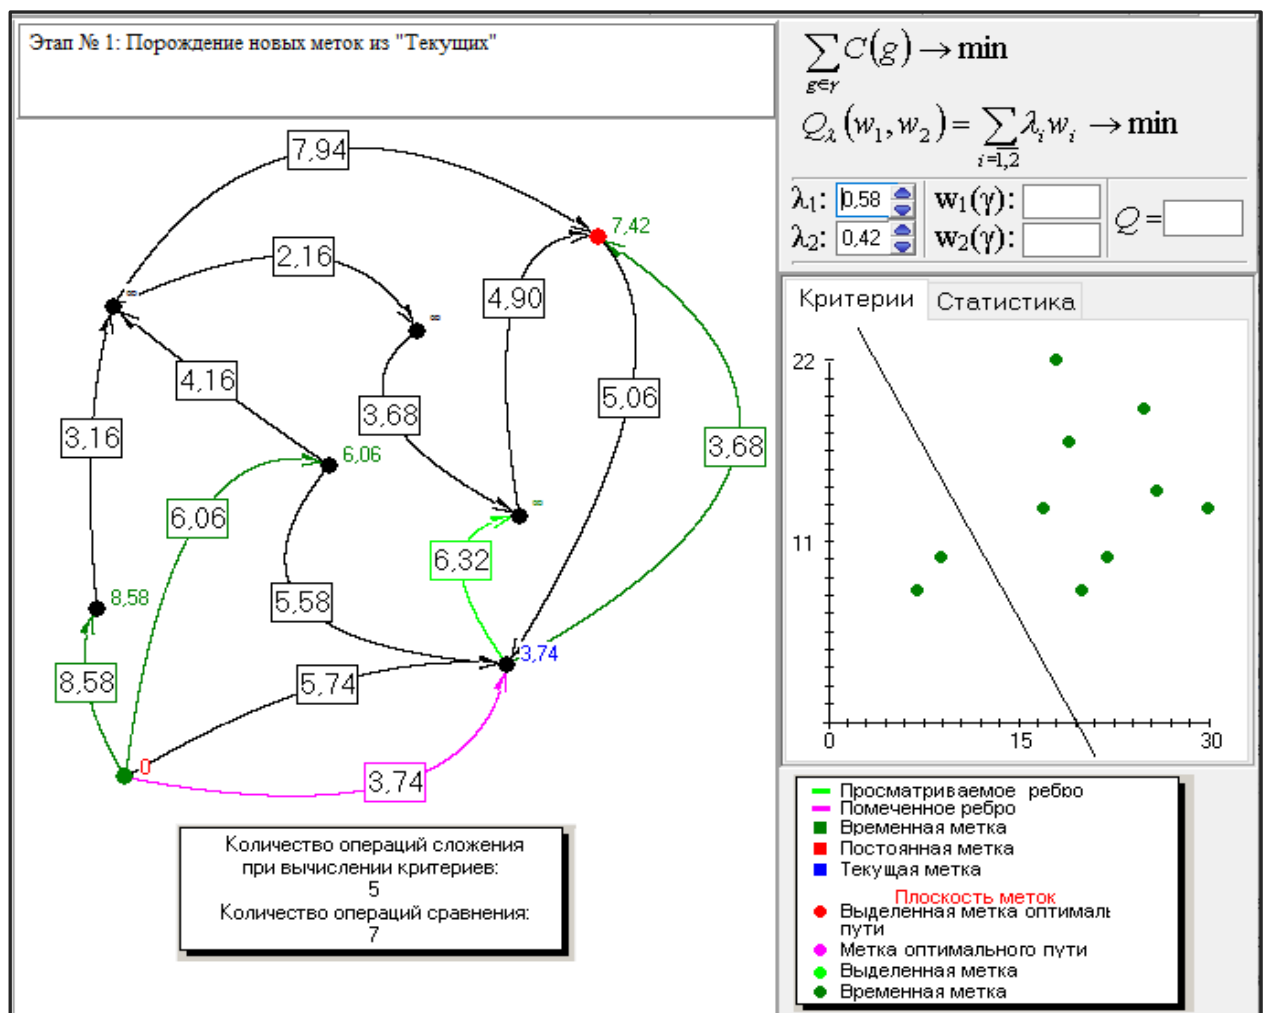 Этап № 1: Порождение новых меток из "Текущих"
∑ C(g) → min
g∈γ
Q_λ (w₁, w₂) = ∑ λᵢ wᵢ → min
i=1,2
λ₁: 0,58 w₁(γ):
λ₂: 0,42 w₂(γ):
Q =
Критерии Статистика
22
11
0 15 30
7,94
7,42
2,16
∞
∞
4,90
4,16
5,06
3,68
3,16
3,68
6,06
6,06
∞
6,32
8,58
5,58
3,74
8,58
5,74
0
3,74
Количество операций сложения
при вычислении критериев:
5
Количество операций сравнения:
7
Просматриваемое ребро
Помеченное ребро
Временная метка
Постоянная метка
Текущая метка
Плоскость меток
Выделенная метка оптималь
пути
Метка оптимального пути
Выделенная метка
Временная метка